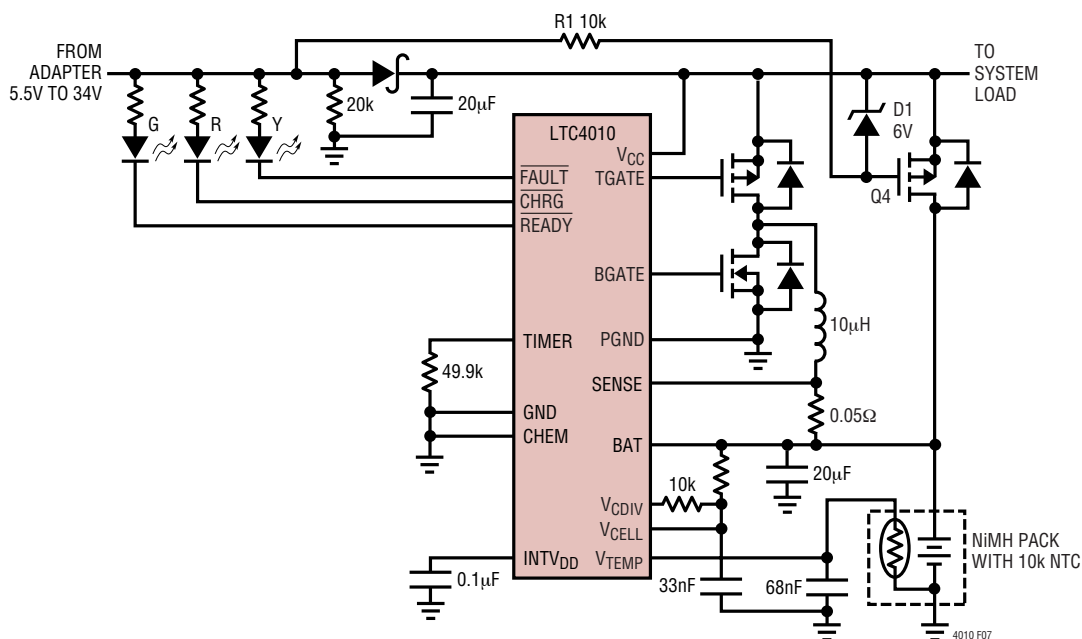 R1 10k
FROM
ADAPTER
5.5V TO 34V
TO
SYSTEM
LOAD
G
R
Y
20k
20µF
D1
6V
Q4
LTC4010
VCC
FAULT
TGATE
CHRG
READY
BGATE
10µH
TIMER
PGND
49.9k
SENSE
0.05Ω
GND
CHEM
BAT
20µF
10k
VCDIV
VCELL
INTVDD
VTEMP
0.1µF
33nF
68nF
NiMH PACK
WITH 10k NTC
4010 F07